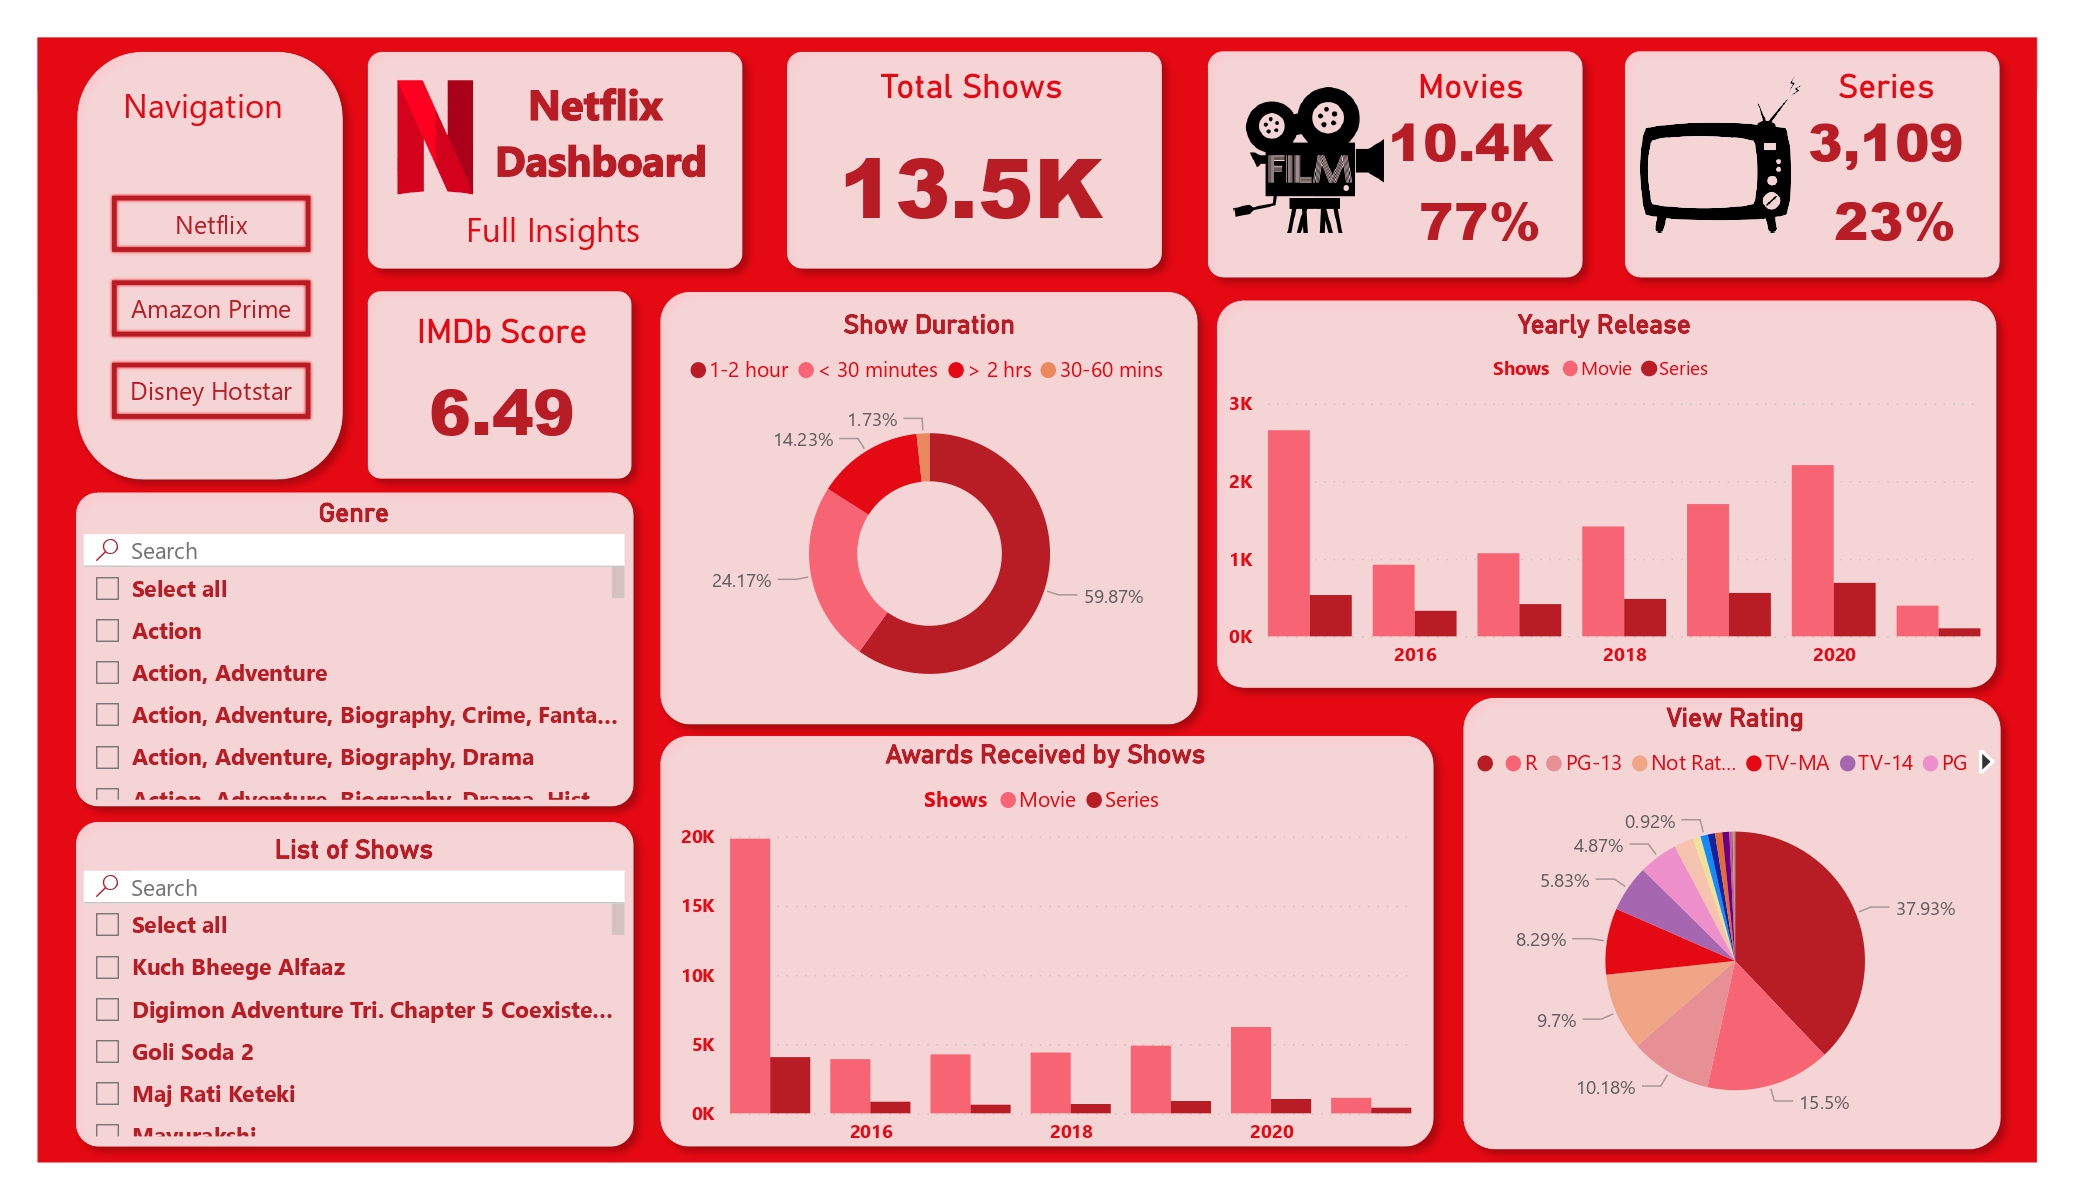 Navigation
Netflix
Amazon Prime
Disney Hotstar
Netflix
Dashboard
Full Insights
Total Shows
13.5K
FILM
Movies
10.4K
77%
Series
3,109
23%
IMDb Score
6.49
Show Duration
1-2 hour < 30 minutes > 2 hrs 30-60 mins
1.73%
14.23%
24.17%
59.87%
Yearly Release
Shows Movie Series
3K
2K
1K
0K
2016 2018 2020
Genre
Search
Select all
Action
Action, Adventure
Action, Adventure, Biography, Crime, Fanta...
Action, Adventure, Biography, Drama
Action, Adventure, Biography, Drama, Hist...
List of Shows
Search
Select all
Kuch Bheege Alfaaz
Digimon Adventure Tri. Chapter 5 Coexiste...
Goli Soda 2
Maj Rati Keteki
Mayurakshi
Awards Received by Shows
Shows Movie Series
20K
15K
10K
5K
0K
2016 2018 2020
View Rating
R PG-13 Not Rat... TV-MA TV-14 PG
0.92%
4.87%
5.83%
8.29%
9.7%
10.18%
15.5%
37.93%